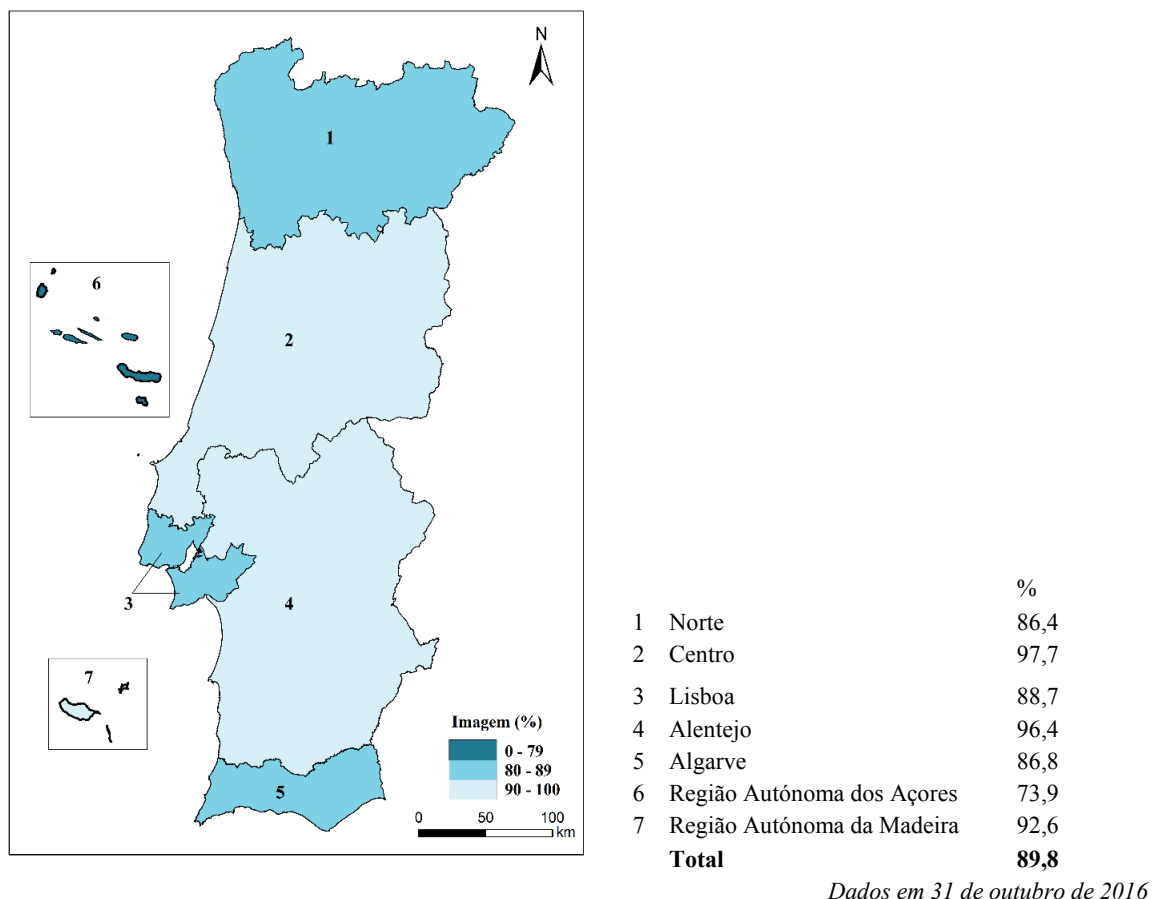 N
1
6
2
3
4
7
5
Imagem (%)
0 - 79
80 - 89
90 - 100
0 50 100
km
%
1 Norte 86,4
2 Centro 97,7
3 Lisboa 88,7
4 Alentejo 96,4
5 Algarve 86,8
6 Região Autónoma dos Açores 73,9
7 Região Autónoma da Madeira 92,6
Total 89,8
Dados em 31 de outubro de 2016